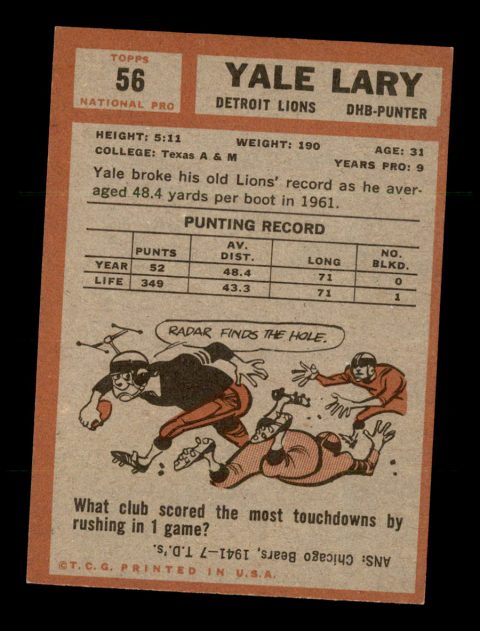 TOPPS
56
NATIONAL PRO
YALE LARY
DETROIT LIONS DHB-PUNTER
HEIGHT: 5:11 WEIGHT: 190 AGE: 31
COLLEGE: Texas A & M YEARS PRO: 9
Yale broke his old Lions' record as he aver-
aged 48.4 yards per boot in 1961.
PUNTING RECORD
PUNTS AV. DIST. LONG NO. BLKD.
YEAR 52 48.4 71 0
LIFE 349 43.3 71 1
RADAR FINDS THE HOLE.
What club scored the most touchdowns by
rushing in 1 game?
ANS: Chicago Bears, 1941—7 T.D.'s.
©T.C.G. PRINTED IN U.S.A.